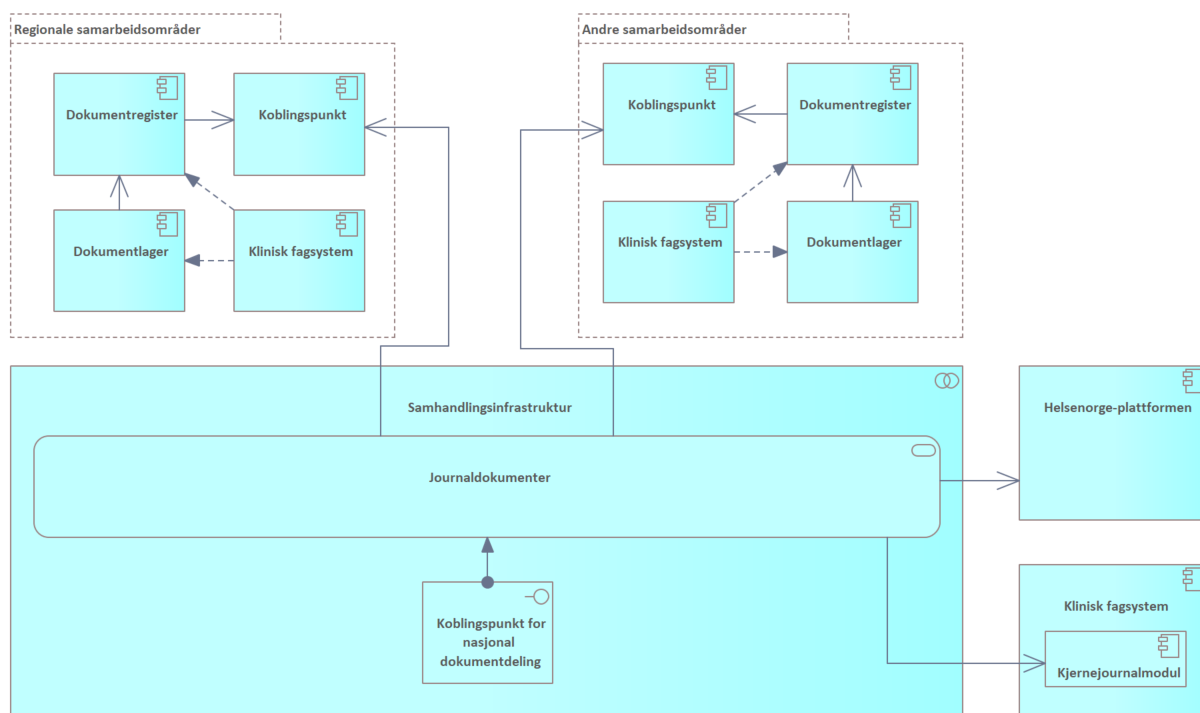 Regionale samarbeidsområder
Dokumentregister
Koblingspunkt
Dokumentlager
Klinisk fagsystem
Andre samarbeidsområder
Koblingspunkt
Dokumentregister
Klinisk fagsystem
Dokumentlager
Samhandlingsinfrastruktur
Journaldokumenter
Koblingspunkt for
nasjonal
dokumentdeling
Helsenorge-plattformen
Klinisk fagsystem
Kjernejournalmodul